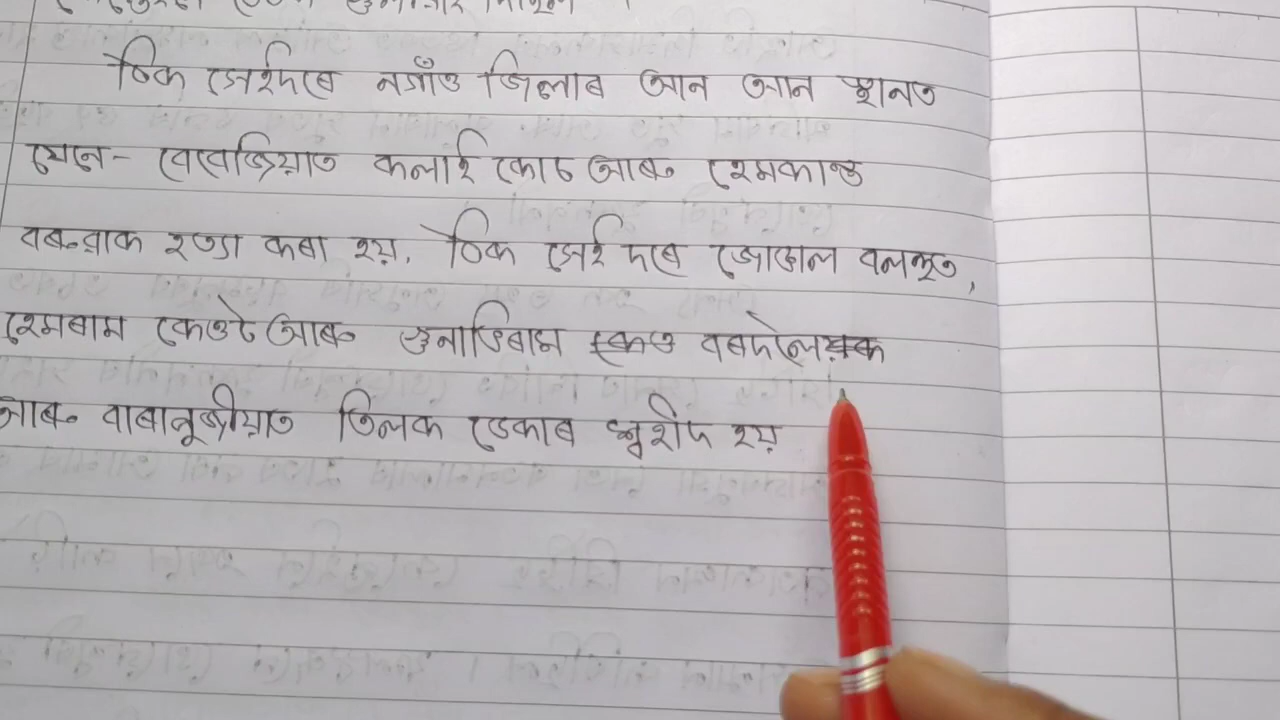 ঠিক সেইদৰে নগাঁও জিলাৰ আন আন স্থানত
যেনে- বেবেজিয়াত কলাই কোচ আৰু হেমকান্ত
বৰুৱাক হত্যা কৰা হয়. ঠিক সেই দৰে জোঙাল বলহুত,
হেমৰাম কেওট আৰু গুনাভিৰাম বৰদলৈয়ক
আৰু বাৰাপূজীয়াত তিলক ডেকাৰ শ্বহীদ হয়